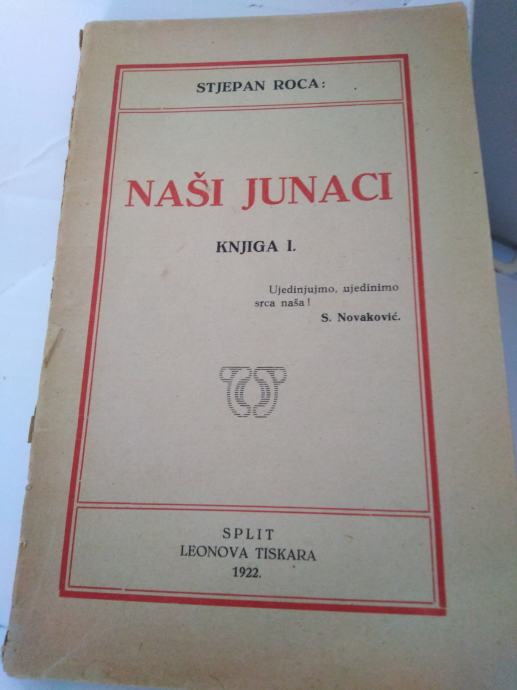 STJEPAN ROCA:
NAŠI JUNACI
KNJIGA I.
Ujedinjujmo, ujedinimo
srca naša!
S. Novaković.
SPLIT
LEONOVA TISKARA
1922.